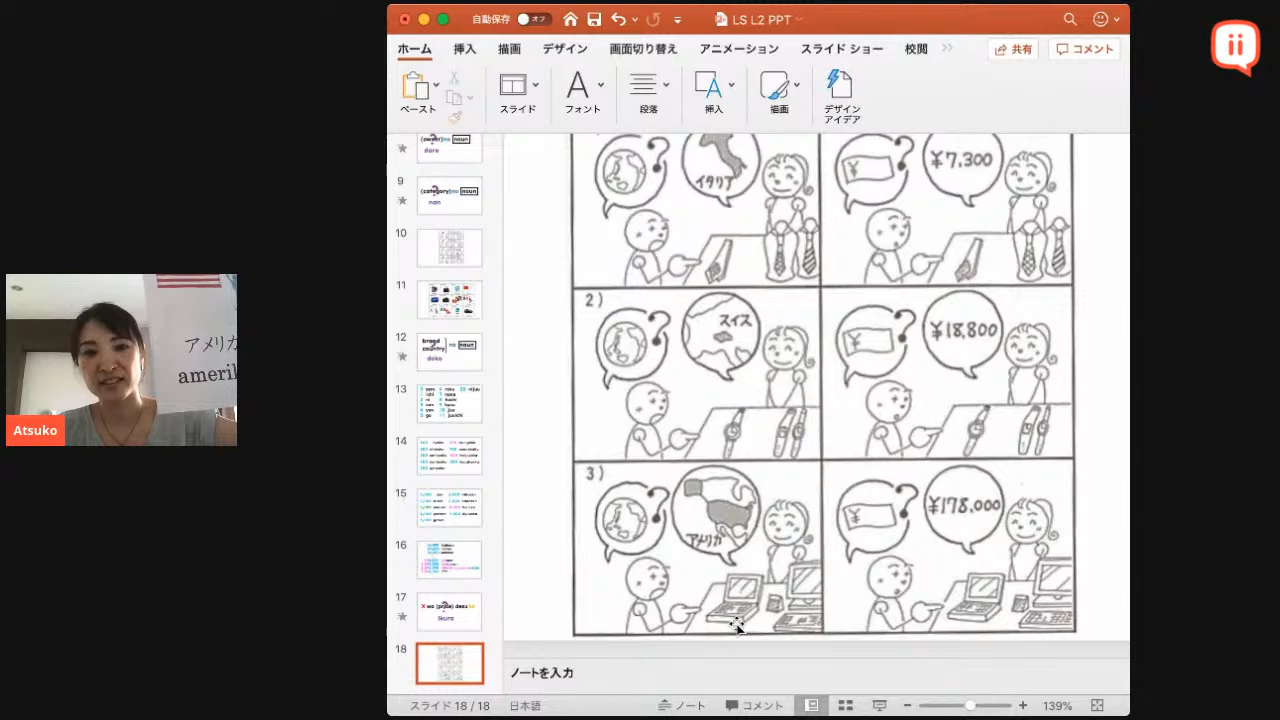 自動保存 オフ
LS L2 PPT
ホーム 挿入 描画 デザイン 画面切り替え アニメーション スライド ショー 校閲
共有 コメント
ペースト スライド フォント 段落 挿入 描画 デザイン
アイデア
9
10
11
12
13
14
15
16
17
18
イタリア
¥
¥7,300
2)
スイス
¥
¥18,800
3)
アメリカ
¥
¥178,000
アメリカ
amerik
Atsuko
ノートを入力
スライド 18 / 18 日本語 ノート コメント 139%